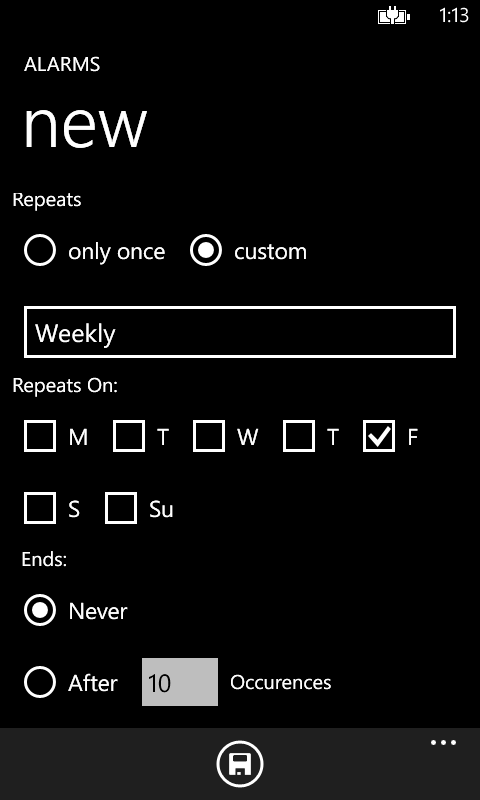 1:13
ALARMS
new
Repeats
only once custom
Weekly
Repeats On:
M T W T F
S Su
Ends:
Never
After 10 Occurences